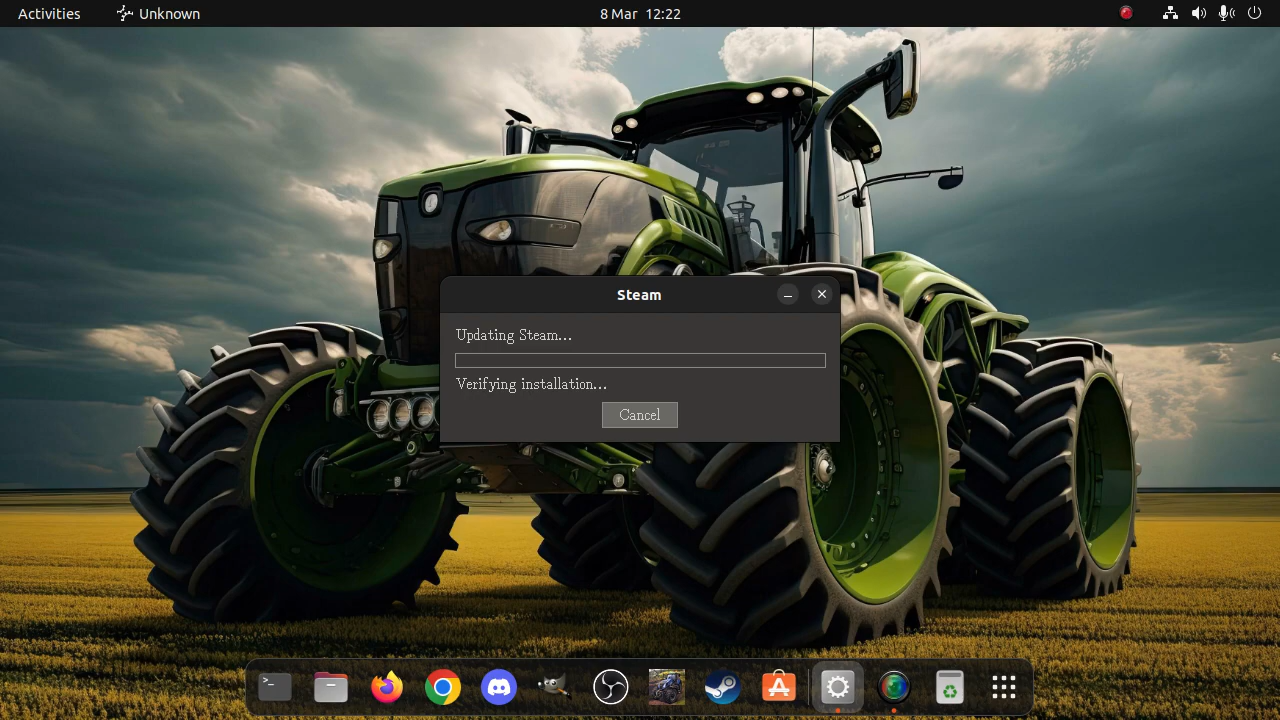 Activities
Unknown
8 Mar 12:22
Steam
Updating Steam...
Verifying installation...
Cancel